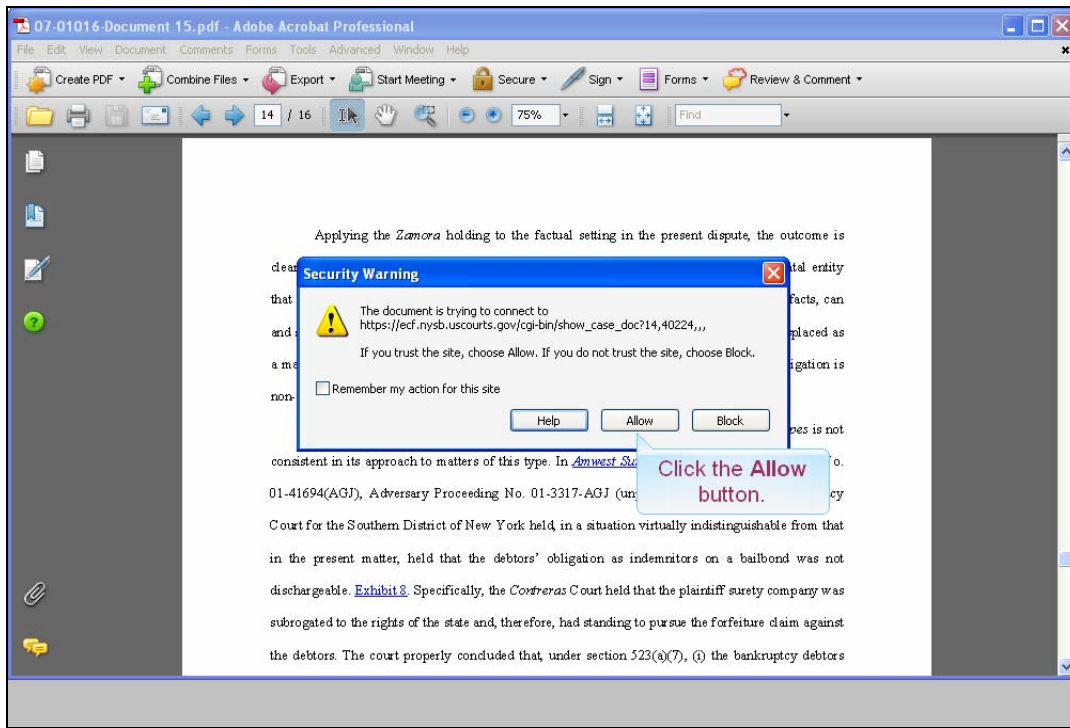 07-01016-Document 15.pdf - Adobe Acrobat Professional
File Edit View Document Comments Forms Tools Advanced Window Help
Create PDF Combine Files Export Start Meeting Secure Sign Forms Review & Comment
14 / 16 75% Find
Applying the Zamora holding to the factual setting in the present dispute, the outcome is
clear
Security Warning
tal entity
that
The document is trying to connect to
facts, can
https://ecf.nysb.uscourts.gov/cgi-bin/show_case_doc?14,40224,,,
and
placed as
If you trust the site, choose Allow. If you do not trust the site, choose Block.
a me
igation is
Remember my action for this site
non-
Help Allow Block
pes is not
consistent in its approach to matters of this type. In Amwest Su
o.
Click the Allow
button.
01-41694(AGJ), Adversary Proceeding No. 01-3317-AGJ (un
cy
Court for the Southern District of New York held, in a situation virtually indistinguishable from that
in the present matter, held that the debtors' obligation as indemnitors on a bailbond was not
dischargeable. Exhibit 8. Specifically, the Contreras Court held that the plaintiff surety company was
subrogated to the rights of the state and, therefore, had standing to pursue the forfeiture claim against
the debtors. The court properly concluded that, under section 523(a)(7), (i) the bankruptcy debtors